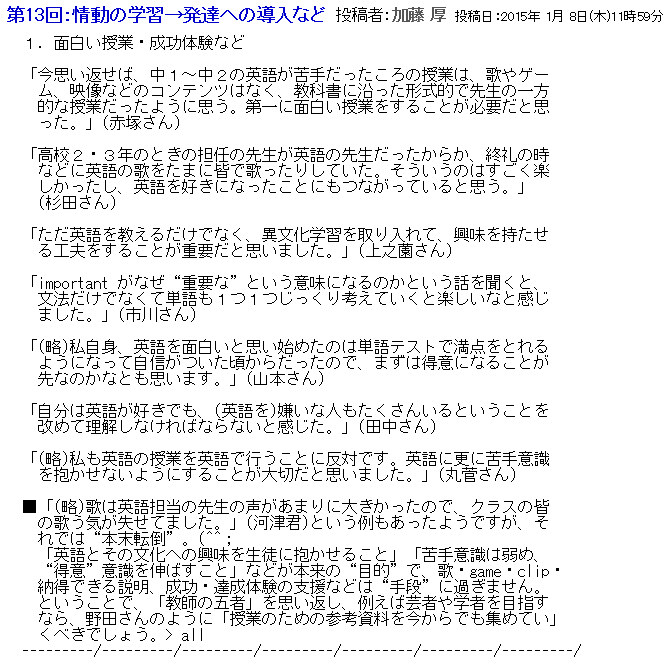 第13回：情動の学習→発達への導入など 投稿者：加藤 厚 投稿日：2015年 1月 8日(木)11時59分
１．面白い授業・成功体験など
「今思い返せば、中１～中２の英語が苦手だったころの授業は、歌やゲー
ム、映像などのコンテンツはなく、教科書に沿った形式的で先生の一方
的な授業だったように思う。第一に面白い授業をすることが必要だと思
った。」(赤塚さん)
「高校２・３年のときの担任の先生が英語の先生だったからか、終礼の時
などに英語の歌をたまに皆で歌ったりしていた。そういうのはすごく楽
しかったし、英語を好きになったことにもつながっていると思う。」
(杉田さん)
「ただ英語を教えるだけでなく、異文化学習を取り入れて、興味を持たせ
る工夫をすることが重要だと思いました。」(上之薗さん)
「important がなぜ“重要な”という意味になるのかという話を聞くと、
文法だけでなくて単語も１つ１つじっくり考えていくと楽しいなと感じ
ました。」(市川さん)
「(略)私自身、英語を面白いと思い始めたのは単語テストで満点をとれる
ようになって自信がついた頃からだったので、まずは得意になることが
先なのかなとも思います。」(山本さん)
「自分は英語が好きでも、(英語を)嫌いな人もたくさんいるということを
改めて理解しなければならないと感じた。」(田中さん)
「(略)私も英語の授業を英語で行うことに反対です。英語に更に苦手意識
を抱かせないようにすることが大切だと思いました。」(丸菅さん)
■「(略)歌は英語担当の先生の声があまりに大きかったので、クラスの皆
の歌う気が失せてました。」(河津君)という例もあったようですが、そ
れでは“本末転倒”。(^^；
「英語とその文化への興味を生徒に抱かせること」「苦手意識は弱め、
“得意”意識を伸ばすこと」などが本来の“目的”で、歌・game・clip・
納得できる説明、成功・達成体験の支援などは“手段”に過ぎません。
ということで、「教師の五者」を思い返し、例えば芸者や学者を目指す
なら、野田さんのように「授業のための参考資料を今からでも集めてい」
くべきでしょう。> all
---------/---------/---------/---------/---------/---------/---------/